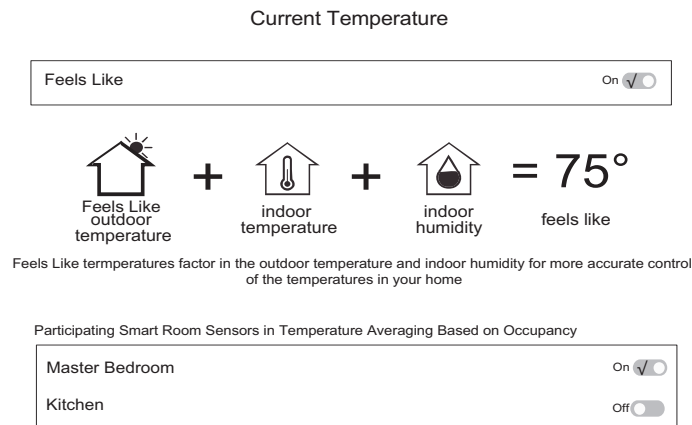 Current Temperature
Feels Like
On
+ + = 75°
Feels Like
outdoor
temperature
indoor
temperature
indoor
humidity
feels like
Feels Like termperatures factor in the outdoor temperature and indoor humidity for more accurate control
of the temperatures in your home
Participating Smart Room Sensors in Temperature Averaging Based on Occupancy
Master Bedroom
On
Kitchen
Off